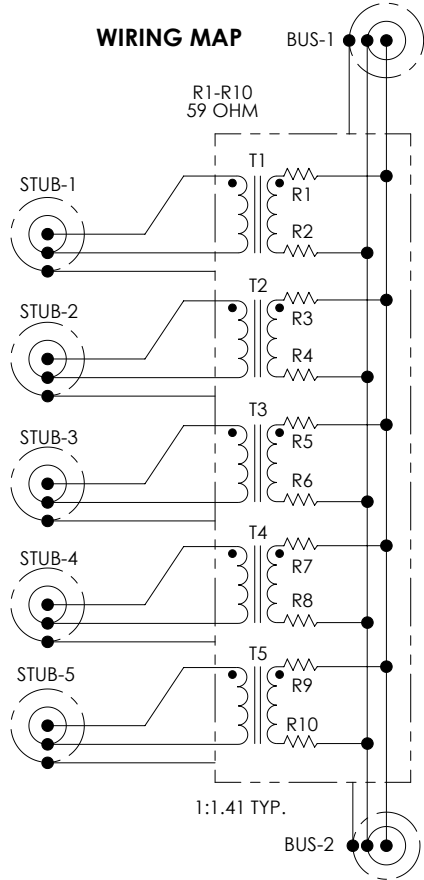 WIRING MAP
BUS-1
R1-R10
59 OHM
T1
STUB-1
R1
R2
T2
STUB-2
R3
R4
T3
STUB-3
R5
R6
T4
STUB-4
R7
R8
T5
STUB-5
R9
R10
1:1.41 TYP.
BUS-2